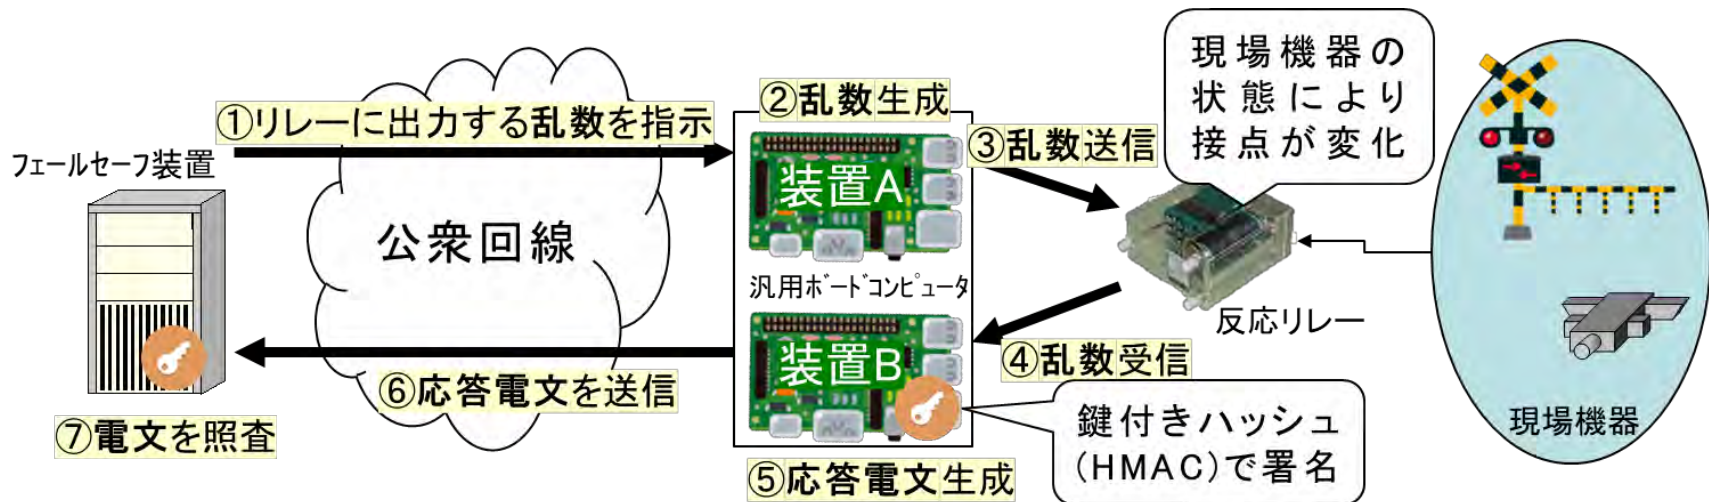 ①リレーに出力する乱数を指示
フェールセーフ装置
公衆回線
②乱数生成
装置A
汎用ボードコンピュータ
③乱数送信
現場機器の
状態により
接点が変化
反応リレー
④乱数受信
装置B
鍵付きハッシュ
(HMAC)で署名
⑤応答電文生成
⑥応答電文を送信
⑦電文を照査
現場機器